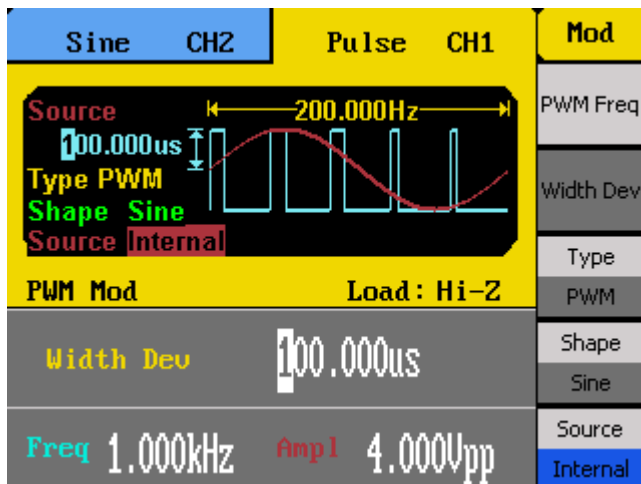 Sine CH2
Pulse CH1
Mod
Source
200.000Hz
100.000us
Type PWM
Shape Sine
Source Internal
PWM Mod
Load: Hi-Z
Width Dev
100.000us
Freq 1.000kHz
Ampl 4.000Vpp
PWM Freq
Width Dev
Type
PWM
Shape
Sine
Source
Internal